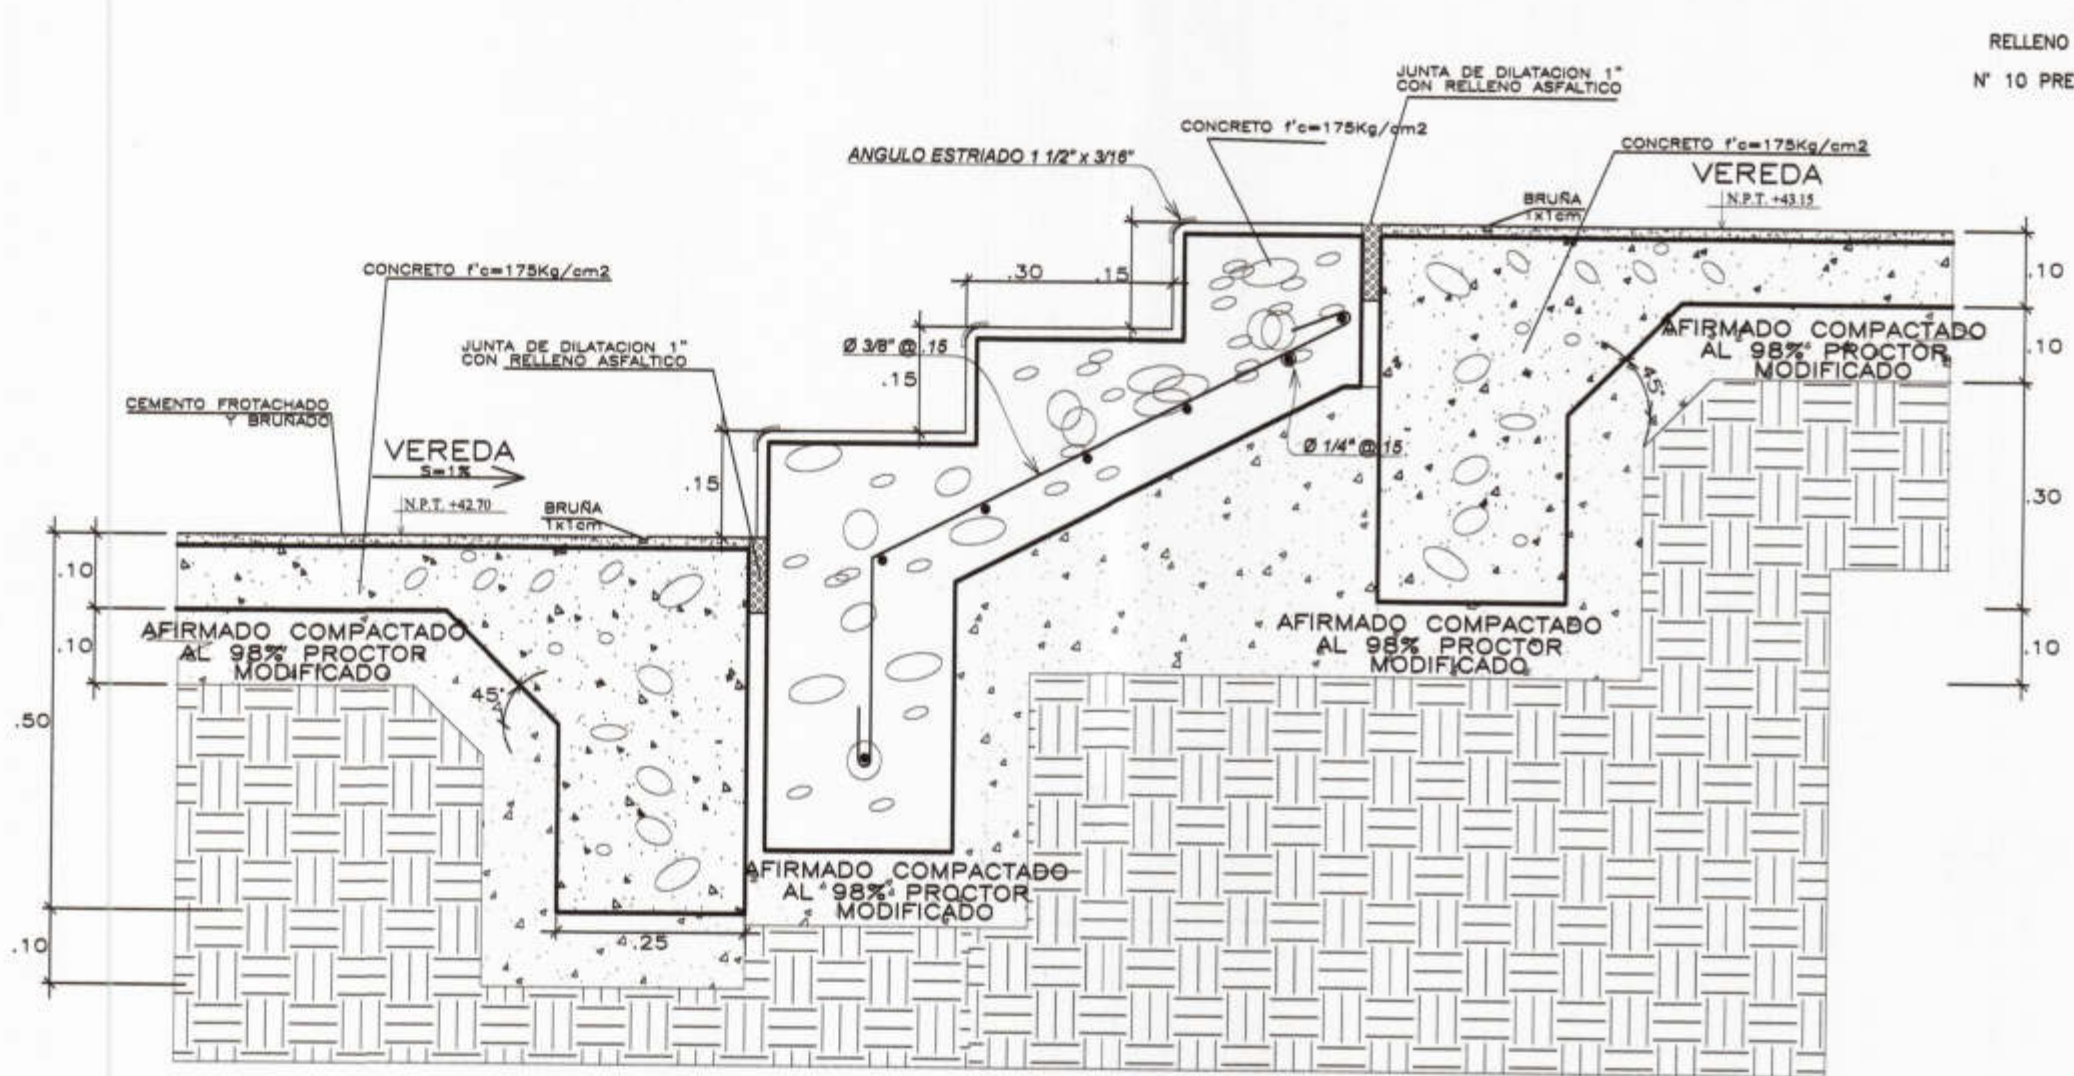 RELLENO
N° 10 PRE
JUNTA DE DILATACION 1"
CON RELLENO ASFALTICO
CONCRETO f'c=175Kg/cm2
CONCRETO f'c=175Kg/cm2
ANGULO ESTRIADO 1 1/2" x 3/16"
VEREDA
BRUÑA
1x1cm
N.P.T. +43.15
CONCRETO f'c=175Kg/cm2
.30
.15
.10
JUNTA DE DILATACION 1"
CON RELLENO ASFALTICO
Ø 3/8" @ .15
AFIRMADO COMPACTADO
AL 98% PROCTOR
MODIFICADO
.10
.15
45°
CEMENTO FROTACHADO
Y BRUÑADO
VEREDA
S=1%
Ø 1/4" @ 15
.15
N.P.T. +42.70
BRUÑA
1x1cm
.30
.10
AFIRMADO COMPACTADO
AL 98% PROCTOR
MODIFICADO
.10
AFIRMADO COMPACTADO
AL 98% PROCTOR
MODIFICADO
.10
45°
.50
AFIRMADO COMPACTADO
AL 98% PROCTOR
MODIFICADO
.25
.10